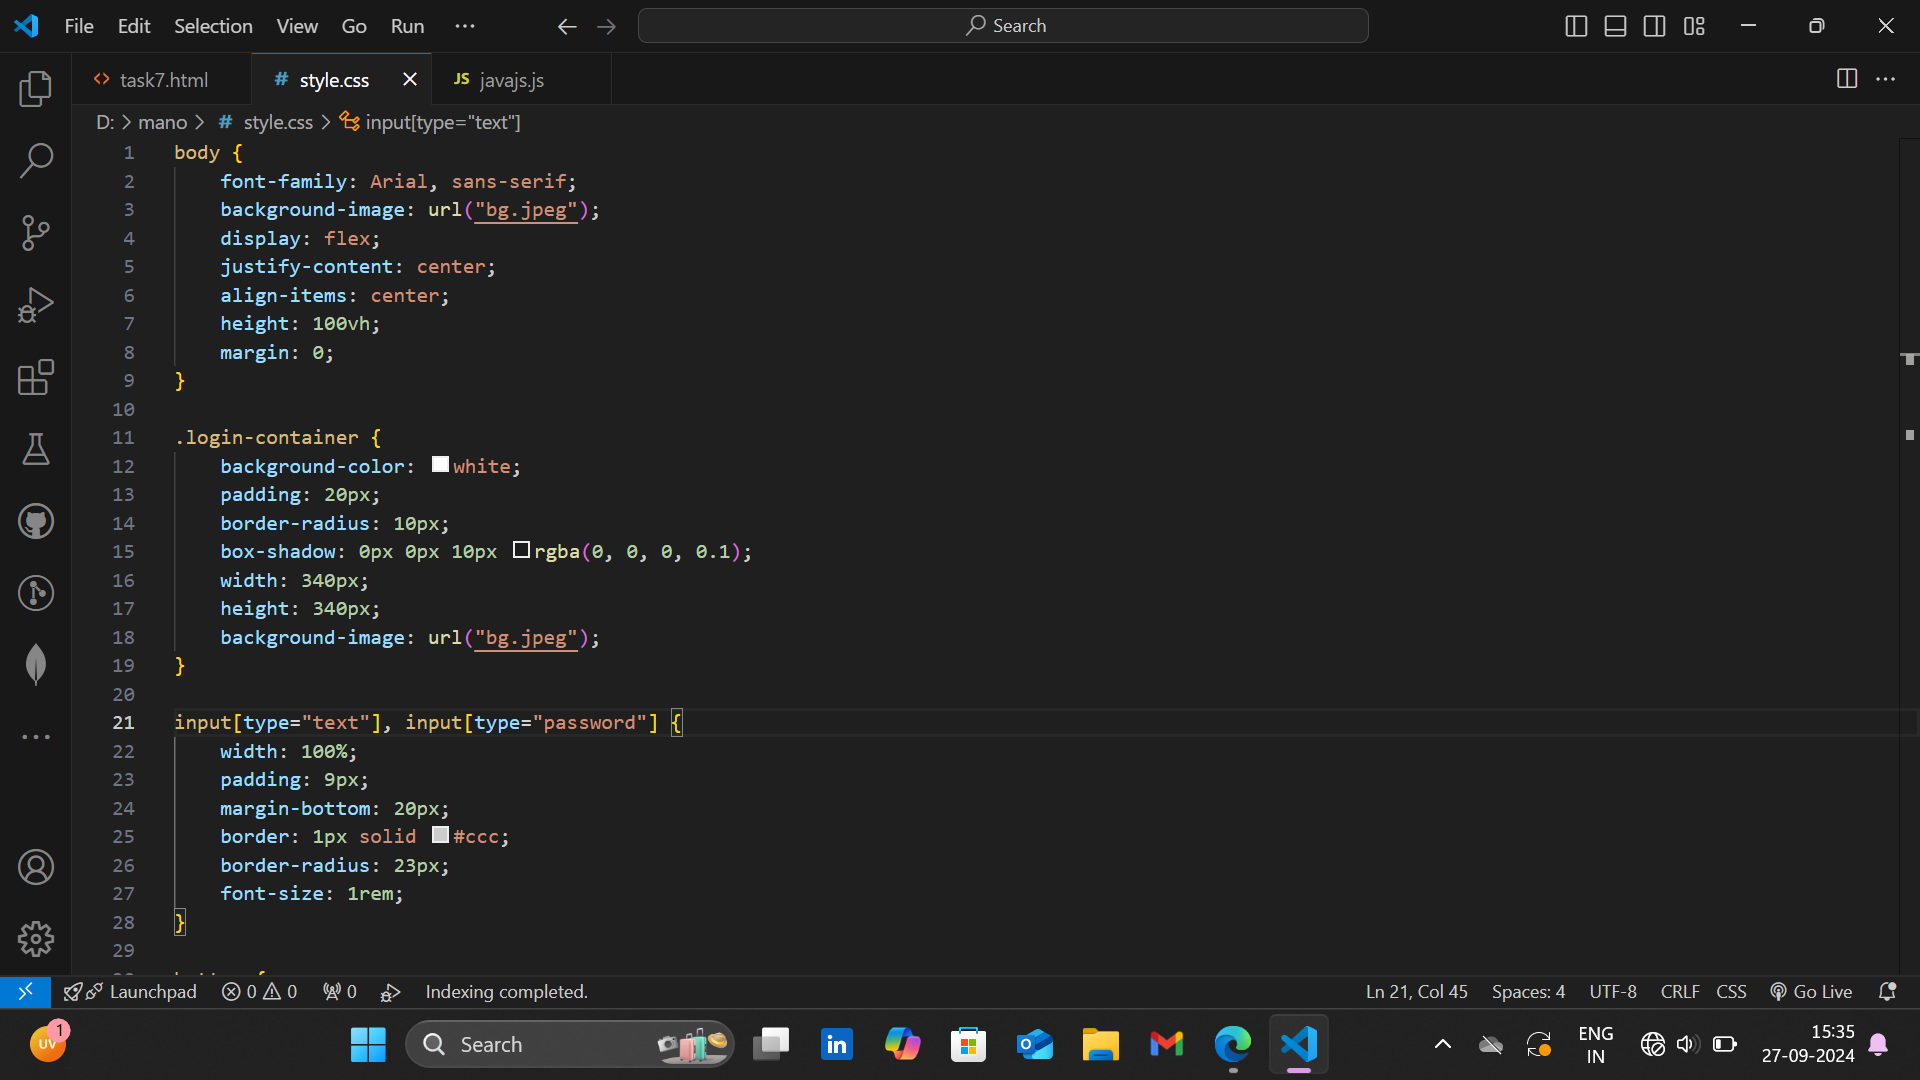 File Edit Selection View Go Run ··· Search
<> task7.html # style.css JS javajs.js
D: > mano > # style.css > input[type="text"]
1 body {
2 font-family: Arial, sans-serif;
3 background-image: url("bg.jpeg");
4 display: flex;
5 justify-content: center;
6 align-items: center;
7 height: 100vh;
8 margin: 0;
9 }
10
11 .login-container {
12 background-color: white;
13 padding: 20px;
14 border-radius: 10px;
15 box-shadow: 0px 0px 10px rgba(0, 0, 0, 0.1);
16 width: 340px;
17 height: 340px;
18 background-image: url("bg.jpeg");
19 }
20
21 input[type="text"], input[type="password"] {
22 width: 100%;
23 padding: 9px;
24 margin-bottom: 20px;
25 border: 1px solid #ccc;
26 border-radius: 23px;
27 font-size: 1rem;
28 }
29
Launchpad 0 0 0 Indexing completed. Ln 21, Col 45 Spaces: 4 UTF-8 CRLF CSS Go Live
UV 1 Search in ENG IN 15:35
27-09-2024